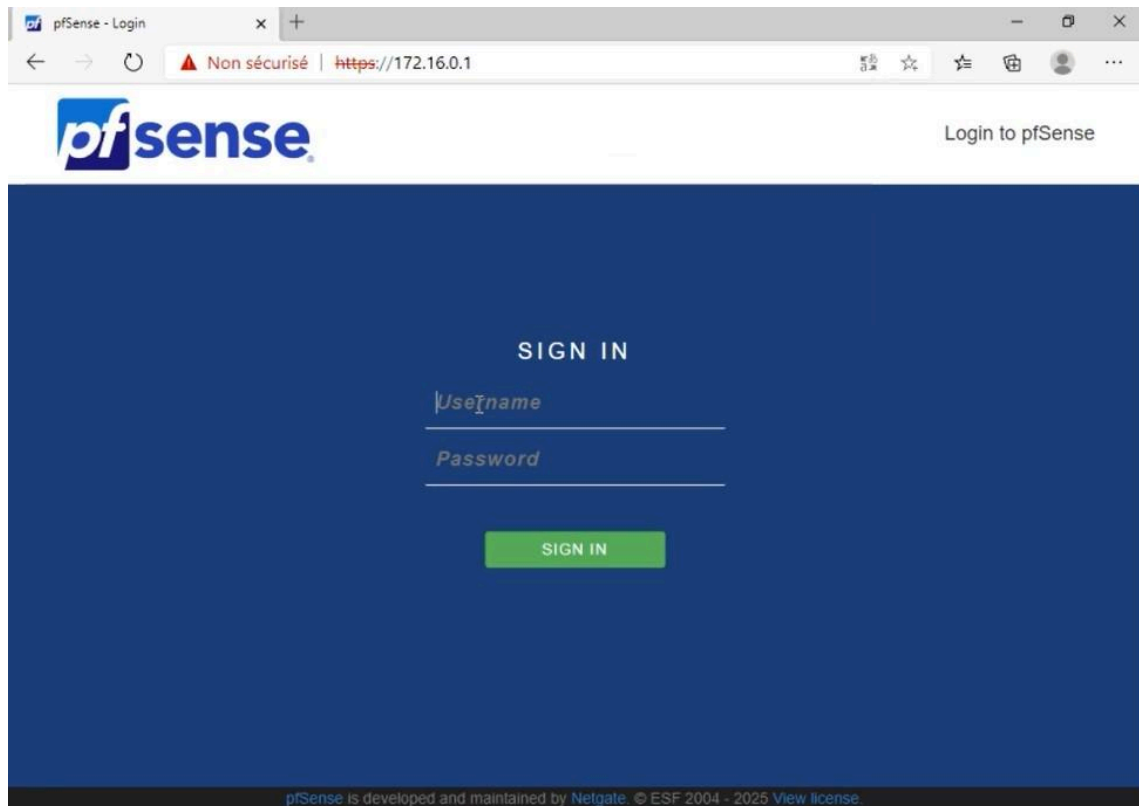 pfSense - Login
Non sécurisé | https://172.16.0.1
pfsense
Login to pfSense
SIGN IN
Username
Password
SIGN IN
pfSense is developed and maintained by Netgate. © ESF 2004 - 2025 View license.